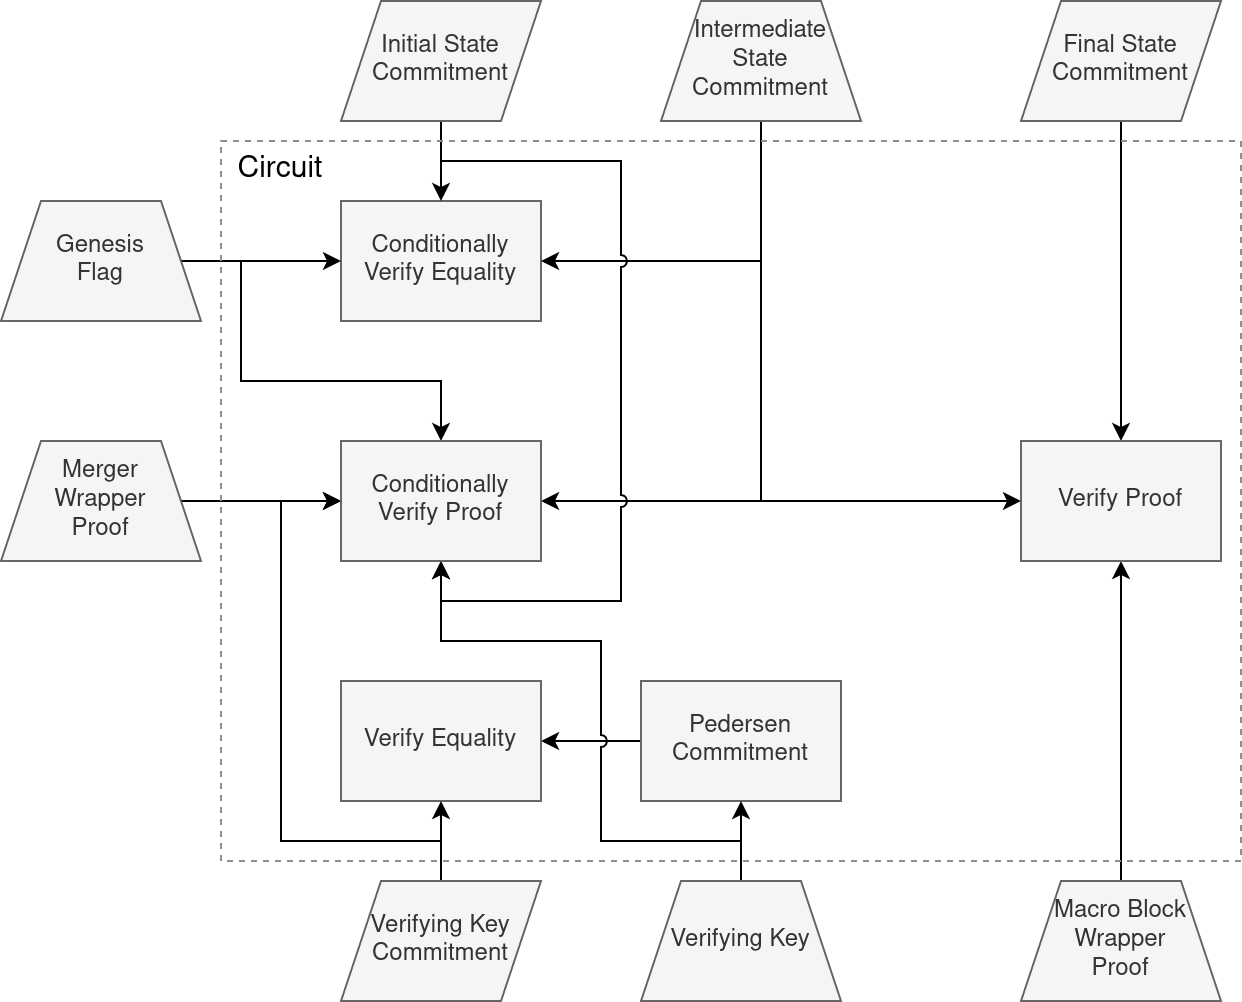 Initial State
Commitment
Intermediate
State
Commitment
Final State
Commitment
Circuit
Genesis
Flag
Conditionally
Verify Equality
Merger
Wrapper
Proof
Conditionally
Verify Proof
Verify Proof
Verify Equality
Pedersen
Commitment
Verifying Key
Commitment
Verifying Key
Macro Block
Wrapper
Proof